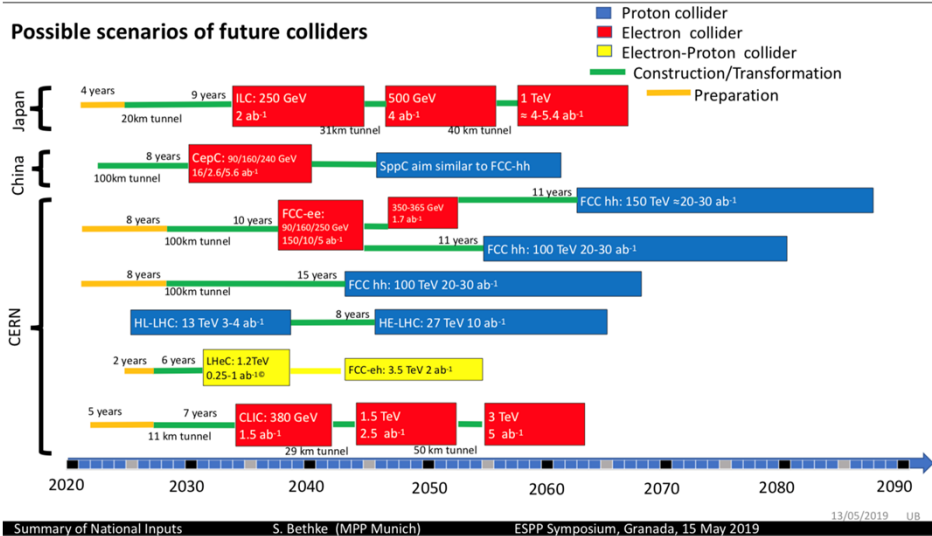 Possible scenarios of future colliders
Proton collider
Electron collider
Electron-Proton collider
Construction/Transformation
Preparation
Japan
4 years
20km tunnel
9 years
ILC: 250 GeV
2 ab⁻¹
31km tunnel
500 GeV
4 ab⁻¹
40 km tunnel
1 TeV
≈ 4-5.4 ab⁻¹
China
8 years
100km tunnel
CepC: 90/160/240 GeV
16/2.6/5.6 ab⁻¹
SppC aim similar to FCC-hh
CERN
8 years
100km tunnel
10 years
FCC-ee:
90/160/250 GeV
150/10/5 ab⁻¹
350-365 GeV
1.7 ab⁻¹
11 years
FCC hh: 150 TeV ≈20-30 ab⁻¹
11 years
FCC hh: 100 TeV 20-30 ab⁻¹
8 years
100km tunnel
15 years
FCC hh: 100 TeV 20-30 ab⁻¹
HL-LHC: 13 TeV 3-4 ab⁻¹
8 years
HE-LHC: 27 TeV 10 ab⁻¹
2 years
6 years
LHeC: 1.2TeV
0.25-1 ab⁻¹©
FCC-eh: 3.5 TeV 2 ab⁻¹
5 years
7 years
11 km tunnel
CLIC: 380 GeV
1.5 ab⁻¹
29 km tunnel
1.5 TeV
2.5 ab⁻¹
50 km tunnel
3 TeV
5 ab⁻¹
2020 2030 2040 2050 2060 2070 2080 2090
13/05/2019 UB
Summary of National Inputs S. Bethke (MPP Munich) ESPP Symposium, Granada, 15 May 2019